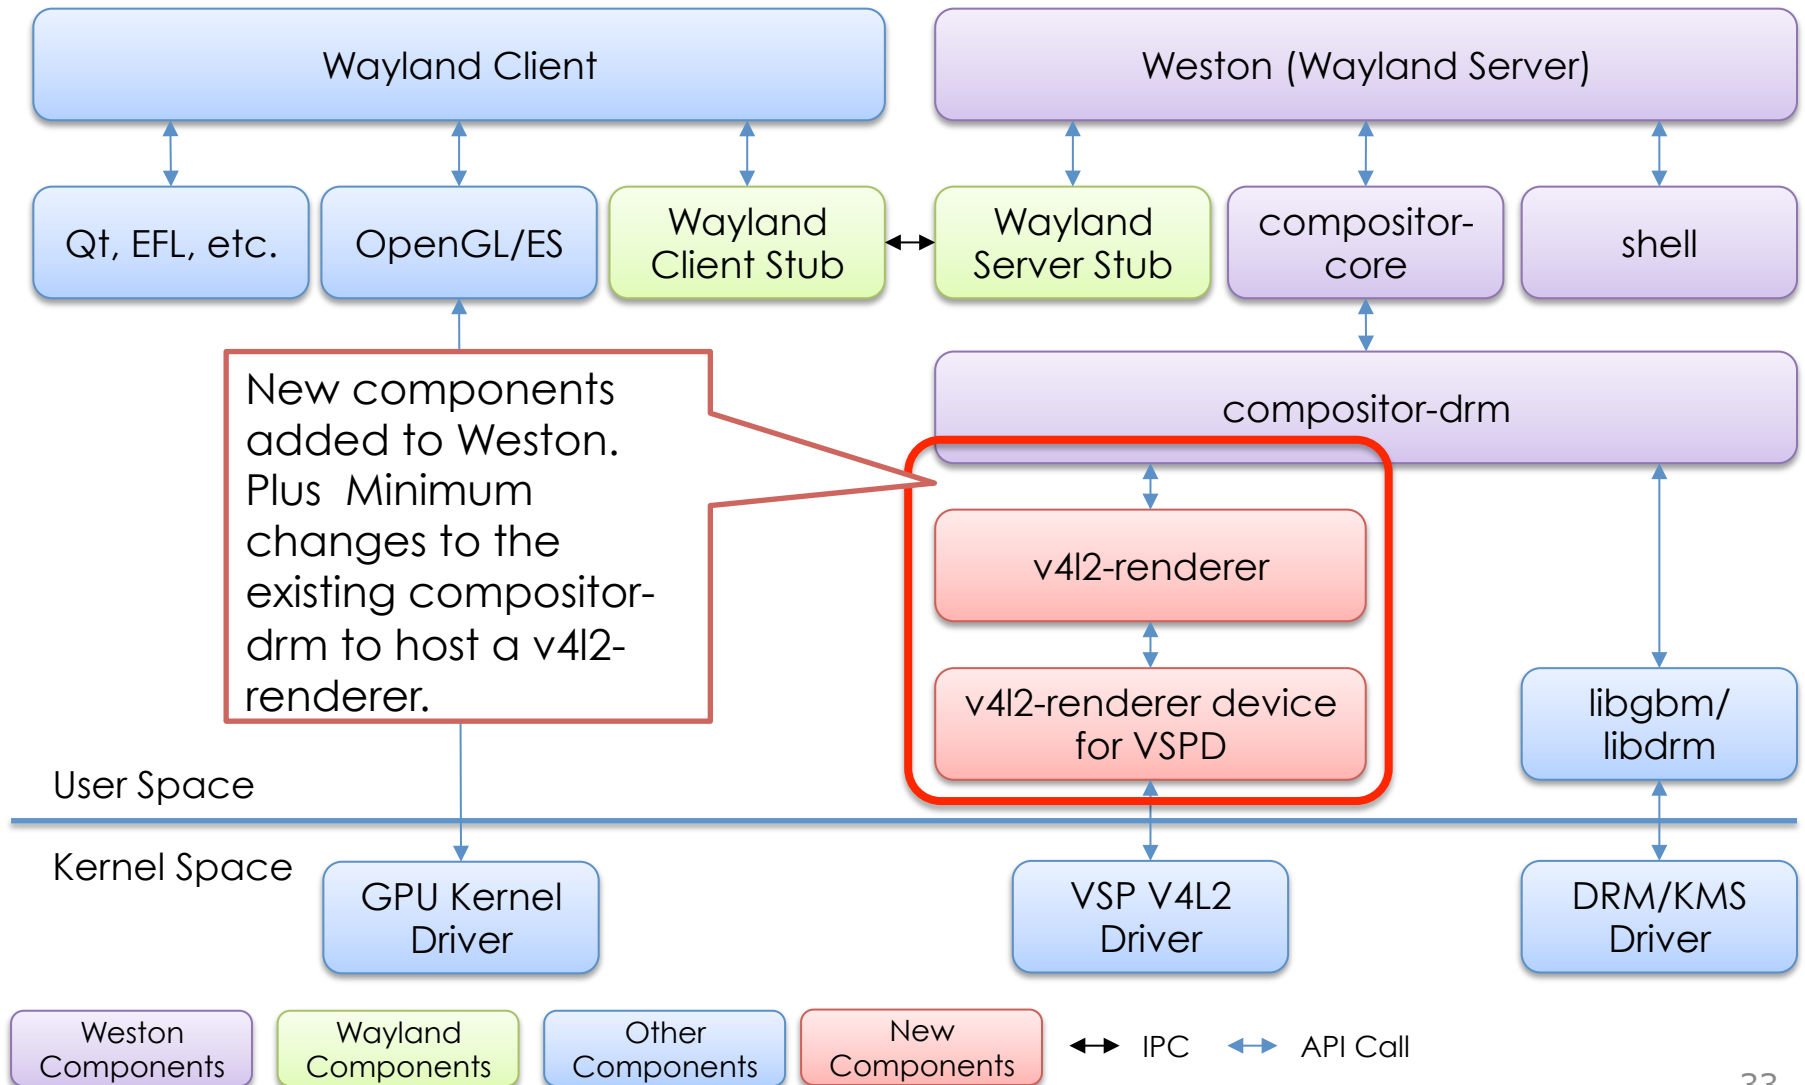 Wayland Client
Weston (Wayland Server)
Qt, EFL, etc.
OpenGL/ES
Wayland
Client Stub
Wayland
Server Stub
compositor-
core
shell
New components
added to Weston.
Plus  Minimum
changes to the
existing compositor-
drm to host a v4l2-
renderer.
compositor-drm
v4l2-renderer
v4l2-renderer device
for VSPD
libgbm/
libdrm
User Space
Kernel Space
GPU Kernel
Driver
VSP V4L2
Driver
DRM/KMS
Driver
Weston
Components
Wayland
Components
Other
Components
New
Components
IPC
API Call
33